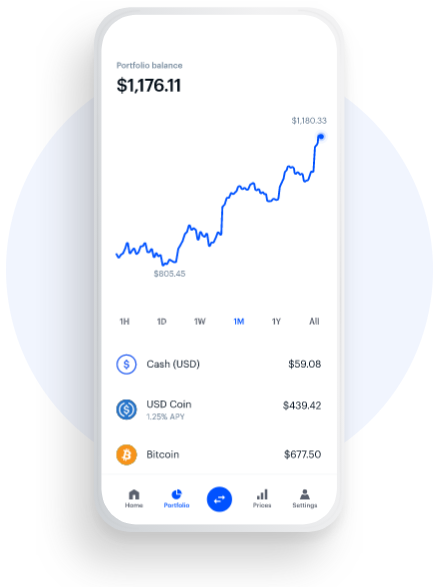 Portfolio balance
$1,176.11
$1,180.33
$805.45
1H 1D 1W 1M 1Y All
Cash (USD) $59.08
USD Coin $439.42
1.25% APY
Bitcoin $677.50
Home Portfolio Prices Settings